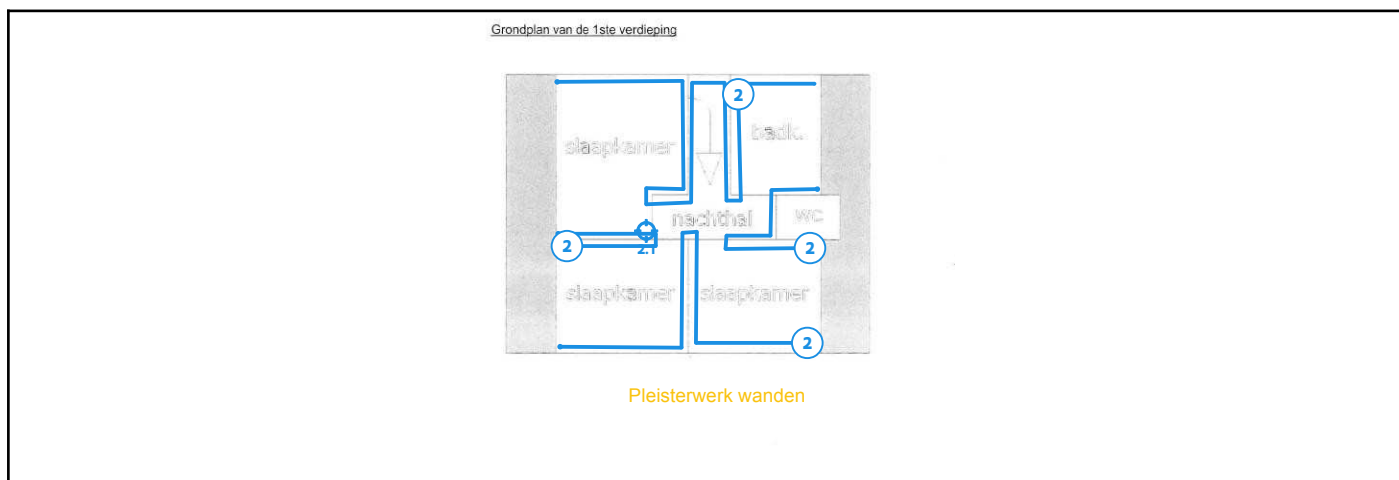 Grondplan van de 1ste verdieping
2
badk.
slaapkamer
nachthal
wc
2
2.1
2
slaapkamer
slaapkamer
2
Pleisterwerk wanden